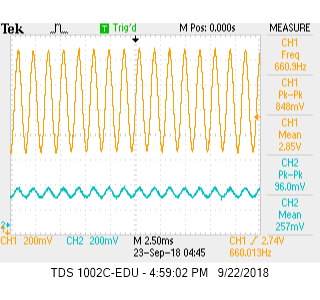 Tek T Trig'd M Pos: 0.000s MEASURE
CH1
Freq
660.9Hz
CH1
Pk-Pk
848mV
CH1
Mean
2.85V
CH2
Pk-Pk
96.0mV
CH2
Mean
257mV
2
CH1 200mV CH2 200mV M 2.50ms CH1 / 2.74V
23-Sep-18 04:45 660.013Hz
TDS 1002C-EDU - 4:59:02 PM 9/22/2018